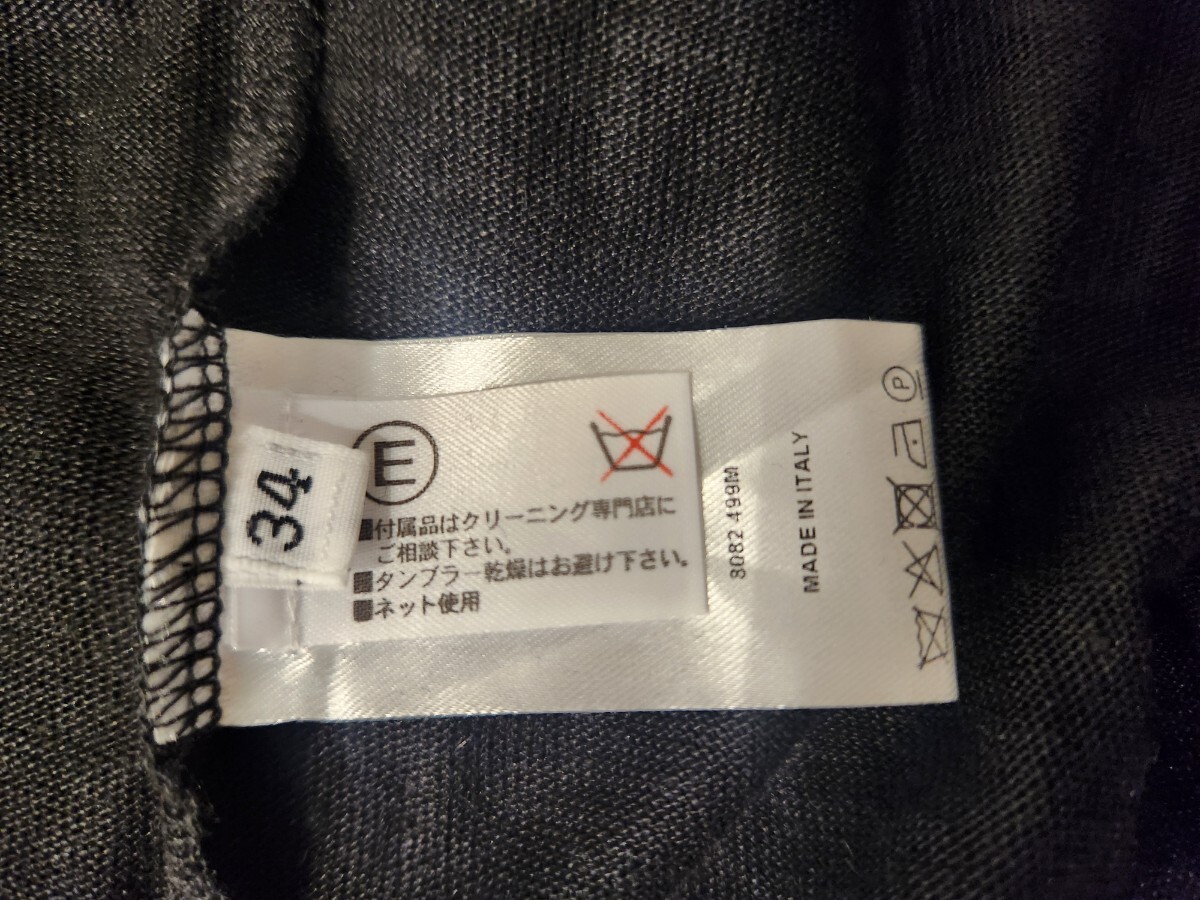 34
E
■付属品はクリーニング専門店に
ご相談下さい。
■タンブラー乾燥はお避け下さい。
■ネット使用
8082 499M
MADE IN ITALY
P